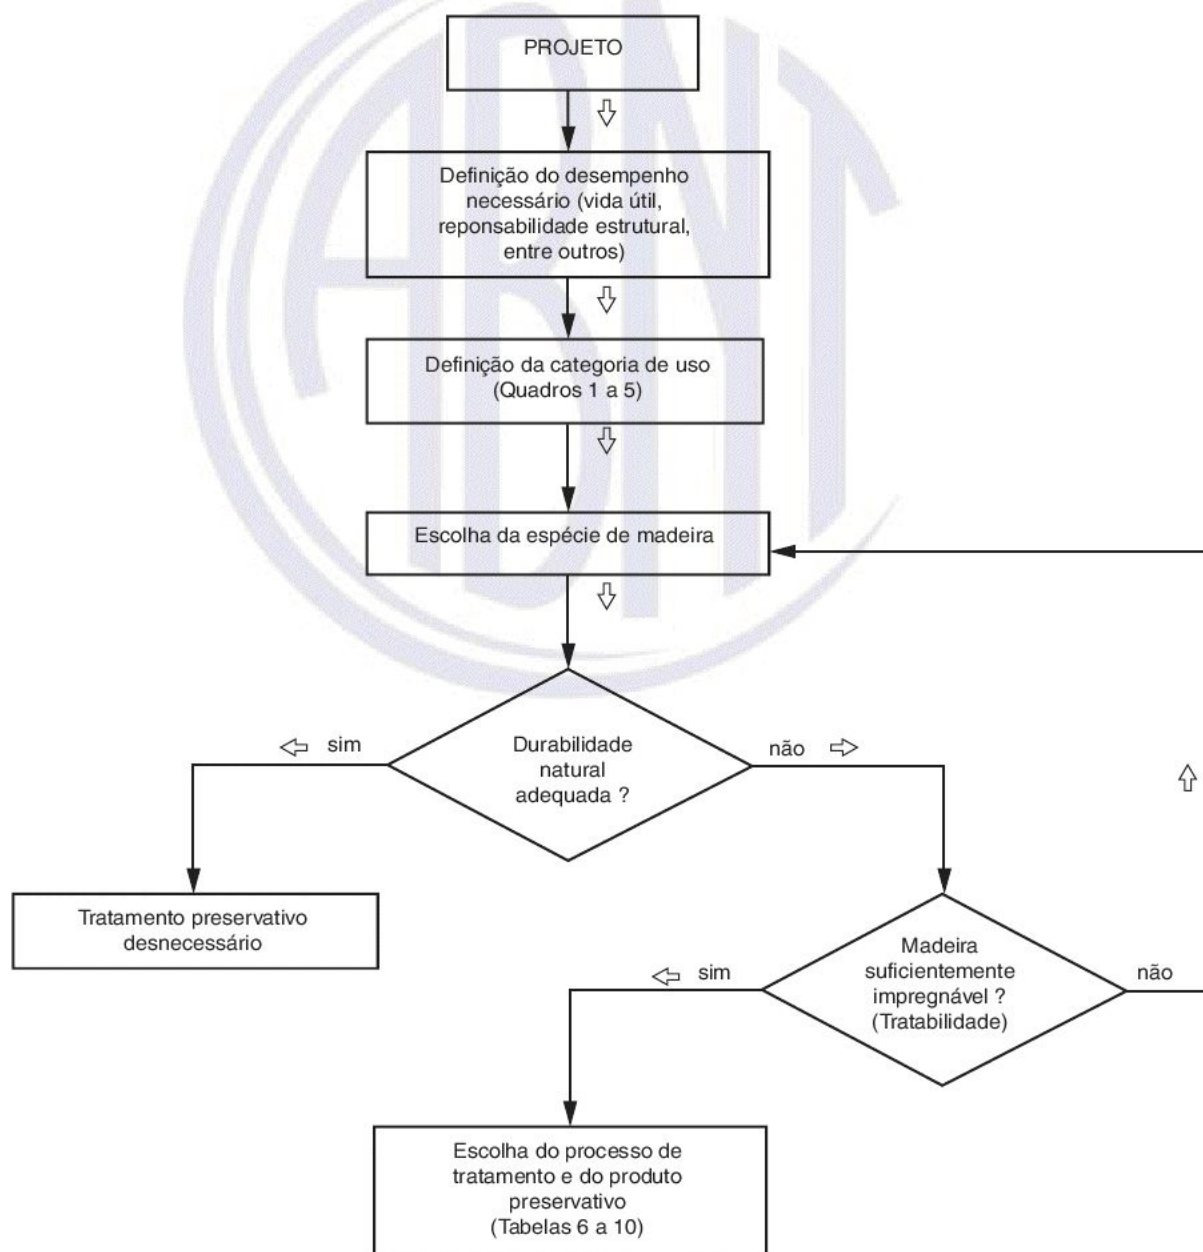 PROJETO
Definição do desempenho
necessário (vida útil,
reponsabilidade estrutural,
entre outros)
Definição da categoria de uso
(Quadros 1 a 5)
Escolha da espécie de madeira
sim
Durabilidade
natural
adequada ?
não
Tratamento preservativo
desnecessário
sim
Madeira
suficientemente
impregnável ?
(Tratabilidade)
não
Escolha do processo de
tratamento e do produto
preservativo
(Tabelas 6 a 10)
ABNT